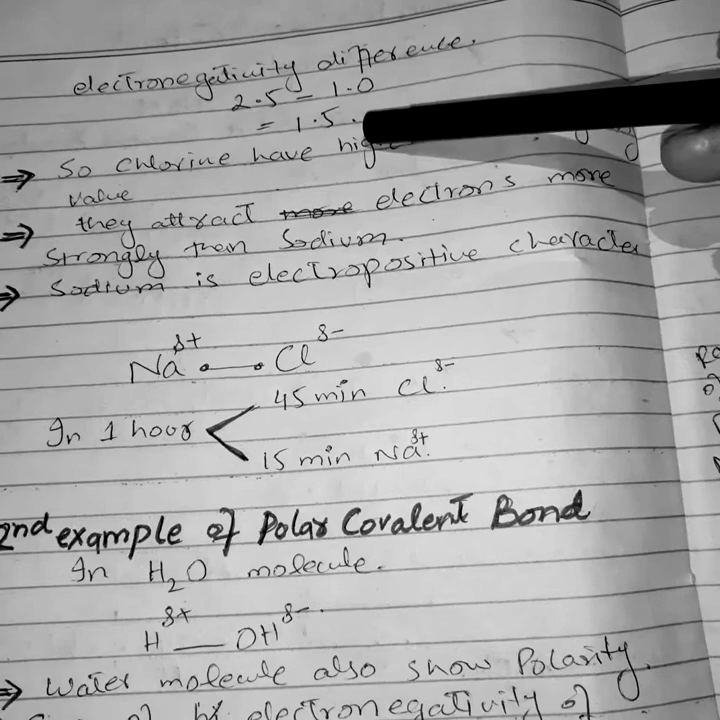 electronegativity difference.
2.5 - 1.0
= 1.5.
⇒ So chlorine have
value
⇒ they attract more electrons more
strongly then Sodium.
⇒ Sodium is electropositive character
Na^δ+ •—• Cl^δ-
45 min Cl^δ-.
In 1 hour
15 min Na^δ+.
2nd example of Polar Covalent Bond
In H₂O molecule.
H^δ+ — OH^δ-.
⇒ Water molecule also show Polarity.
electronegativity of